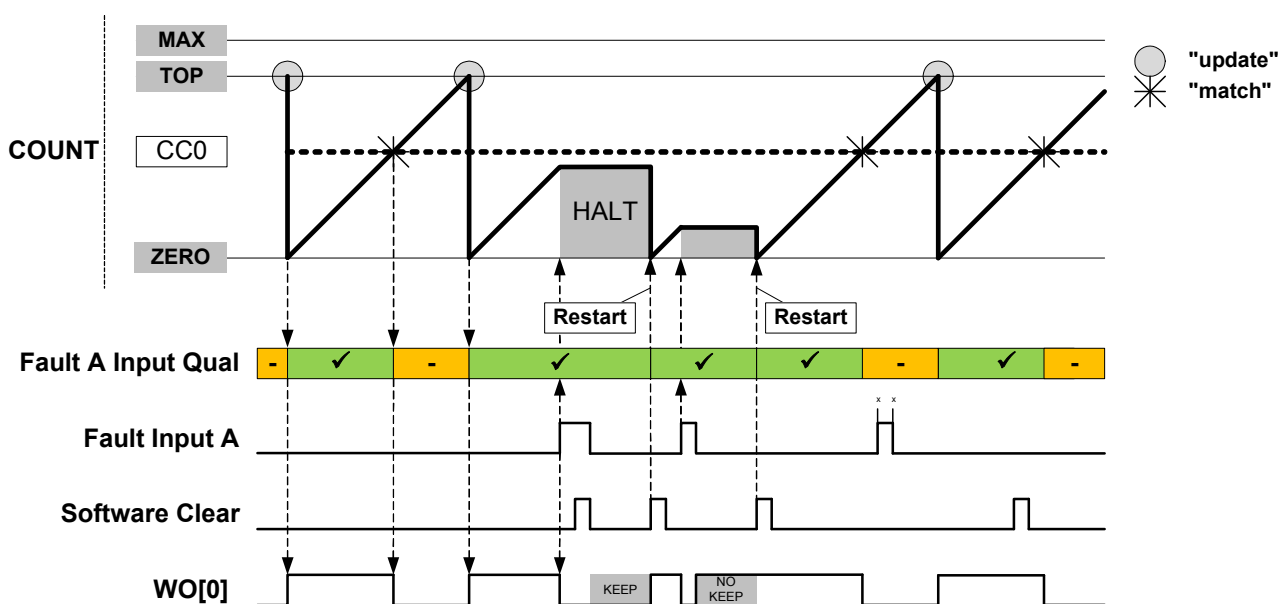 MAX
TOP
"update"
"match"
COUNT
CC0
HALT
ZERO
Restart
Restart
Fault A Input Qual
- ✓ - ✓ ✓ ✓ - ✓ -
x x
Fault Input A
Software Clear
WO[0]
KEEP
NO
KEEP